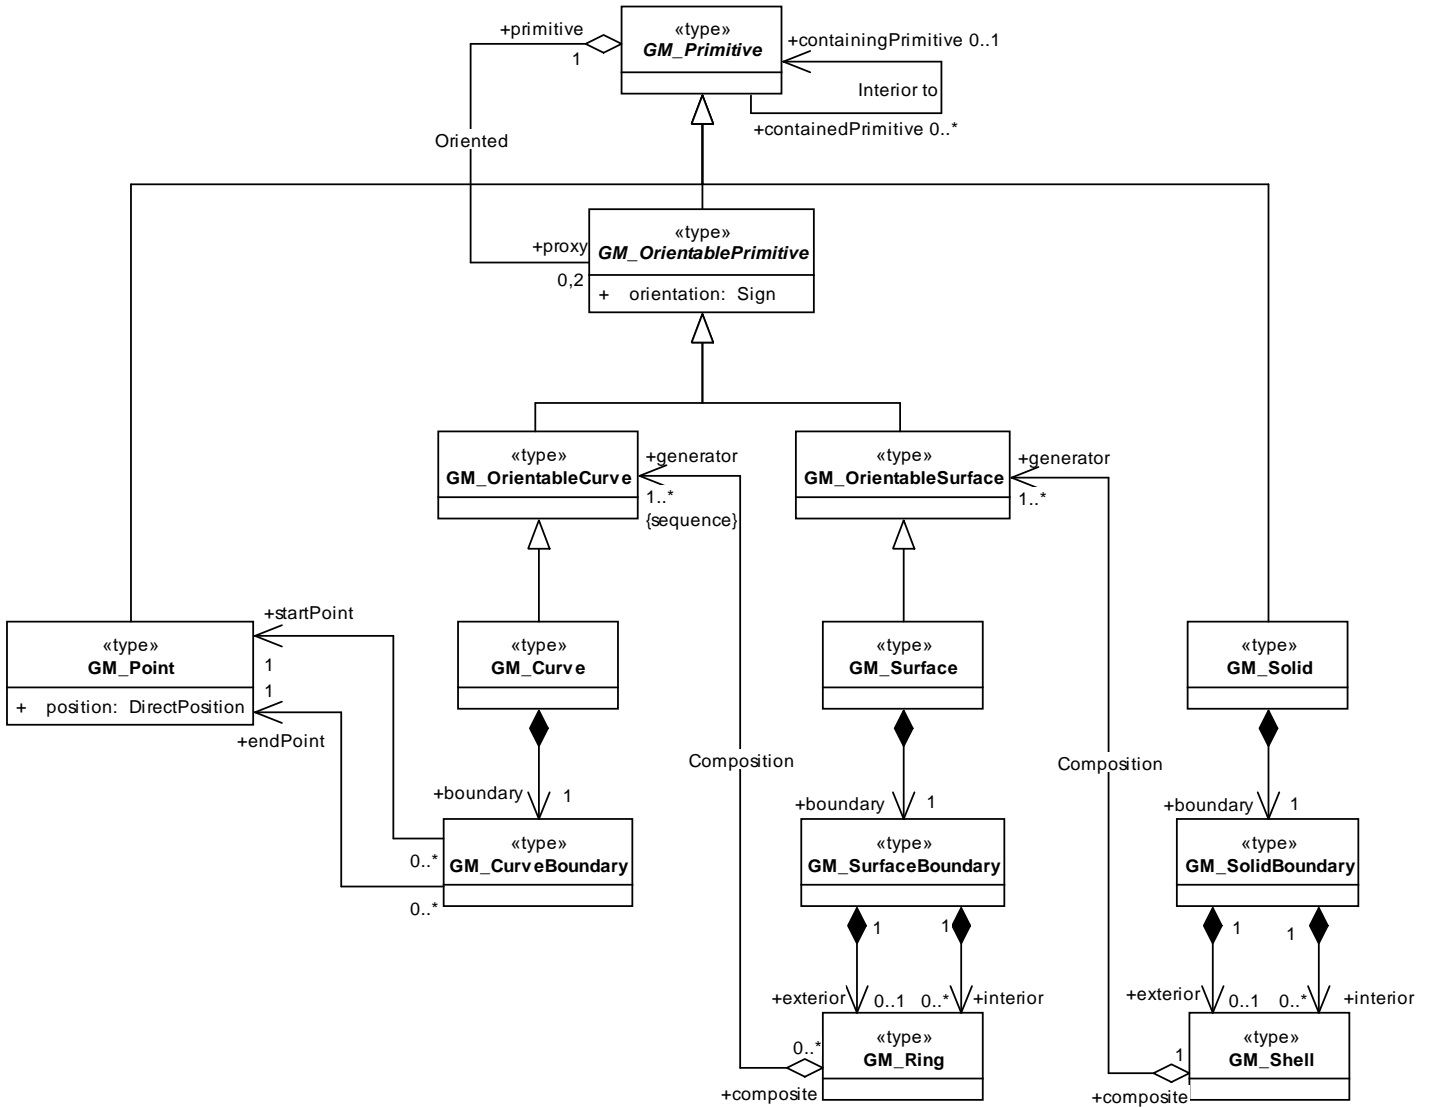 +primitive
1
«type»
GM_Primitive
+containingPrimitive 0..1
Interior to
+containedPrimitive 0..*
Oriented
+proxy
0,2
«type»
GM_OrientablePrimitive
+ orientation: Sign
«type»
GM_OrientableCurve
+generator
1..*
{sequence}
«type»
GM_OrientableSurface
+generator
1..*
+startPoint
1
1
+endPoint
«type»
GM_Point
+ position: DirectPosition
«type»
GM_Curve
«type»
GM_Surface
«type»
GM_Solid
Composition
Composition
+boundary 1
+boundary 1
+boundary 1
0..*
0..*
«type»
GM_CurveBoundary
«type»
GM_SurfaceBoundary
«type»
GM_SolidBoundary
1 1
1 1
+exterior 0..1 0..* +interior
+exterior 0..1 0..* +interior
0..*
+composite
«type»
GM_Ring
1
+composite
«type»
GM_Shell